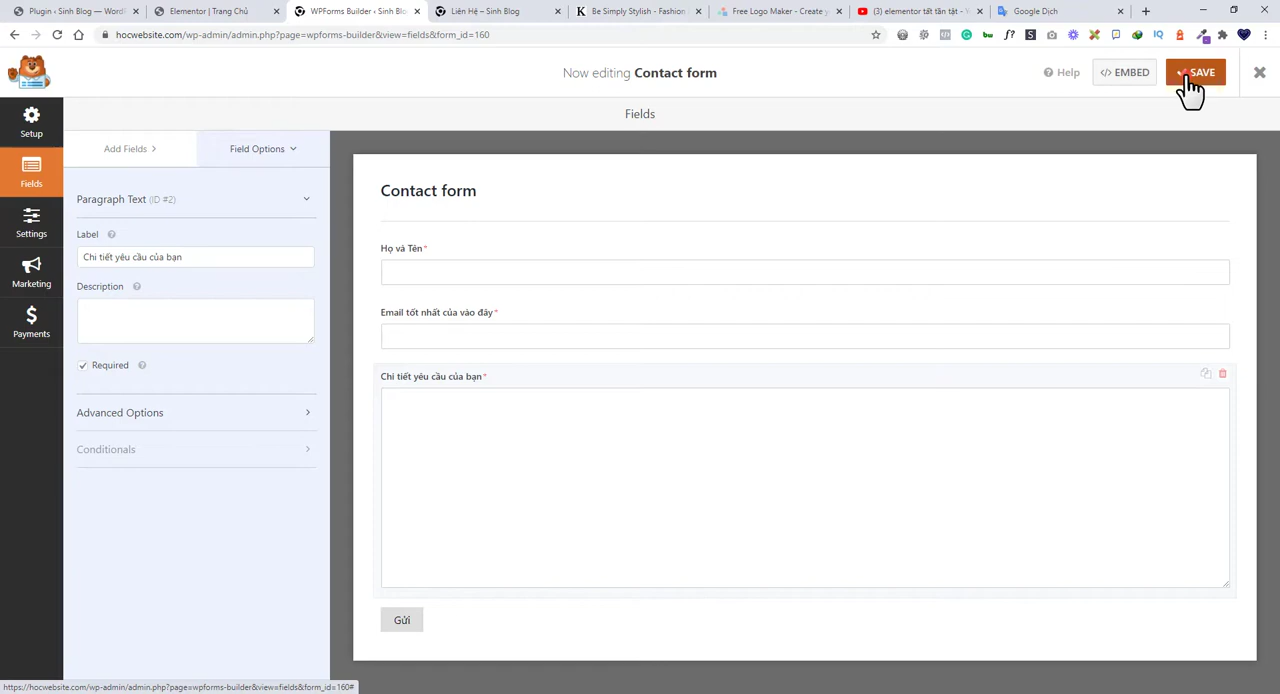 Plugin ‹ Sinh Blog — WordP
Elementor | Trang Chủ
WPForms Builder ‹ Sinh Blo
Liên Hệ – Sinh Blog
Be Simply Stylish - Fashion
Free Logo Maker - Create y
(3) elementor tất tần tật - Y
Google Dịch
hocwebsite.com/wp-admin/admin.php?page=wpforms-builder&view=fields&form_id=160
Now editing Contact form
Help
</> EMBED
SAVE
Setup
Fields
Settings
Marketing
Payments
Fields
Add Fields
Field Options
Paragraph Text (ID #2)
Label
Chi tiết yêu cầu của bạn
Description
Required
Advanced Options
Conditionals
Contact form
Họ và Tên*
Email tốt nhất của vào đây*
Chi tiết yêu cầu của bạn*
Gửi
https://hocwebsite.com/wp-admin/admin.php?page=wpforms-builder&view=fields&form_id=160#